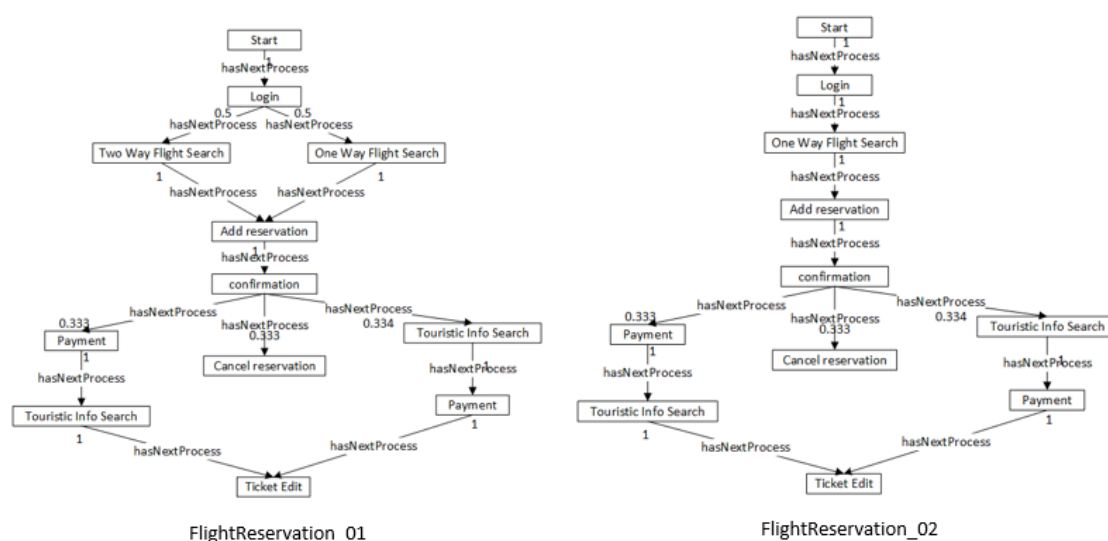 Start
1
hasNextProcess
Login
0.5
0.5
hasNextProcess
hasNextProcess
Two Way Flight Search
One Way Flight Search
1
1
hasNextProcess
hasNextProcess
Add reservation
1
hasNextProcess
confirmation
hasNextProcess
hasNextProcess
hasNextProcess
0.333
0.333
0.334
Payment
Touristic Info Search
1
Cancel reservation
1
hasNextProcess
hasNextProcess
Touristic Info Search
Payment
1
1
hasNextProcess
hasNextProcess
Ticket Edit
FlightReservation_01
Start
1
hasNextProcess
Login
1
hasNextProcess
One Way Flight Search
1
hasNextProcess
Add reservation
1
hasNextProcess
confirmation
hasNextProcess
hasNextProcess
hasNextProcess
0.333
0.333
0.334
Payment
Touristic Info Search
1
Cancel reservation
1
hasNextProcess
hasNextProcess
Touristic Info Search
Payment
1
1
hasNextProcess
hasNextProcess
Ticket Edit
FlightReservation_02